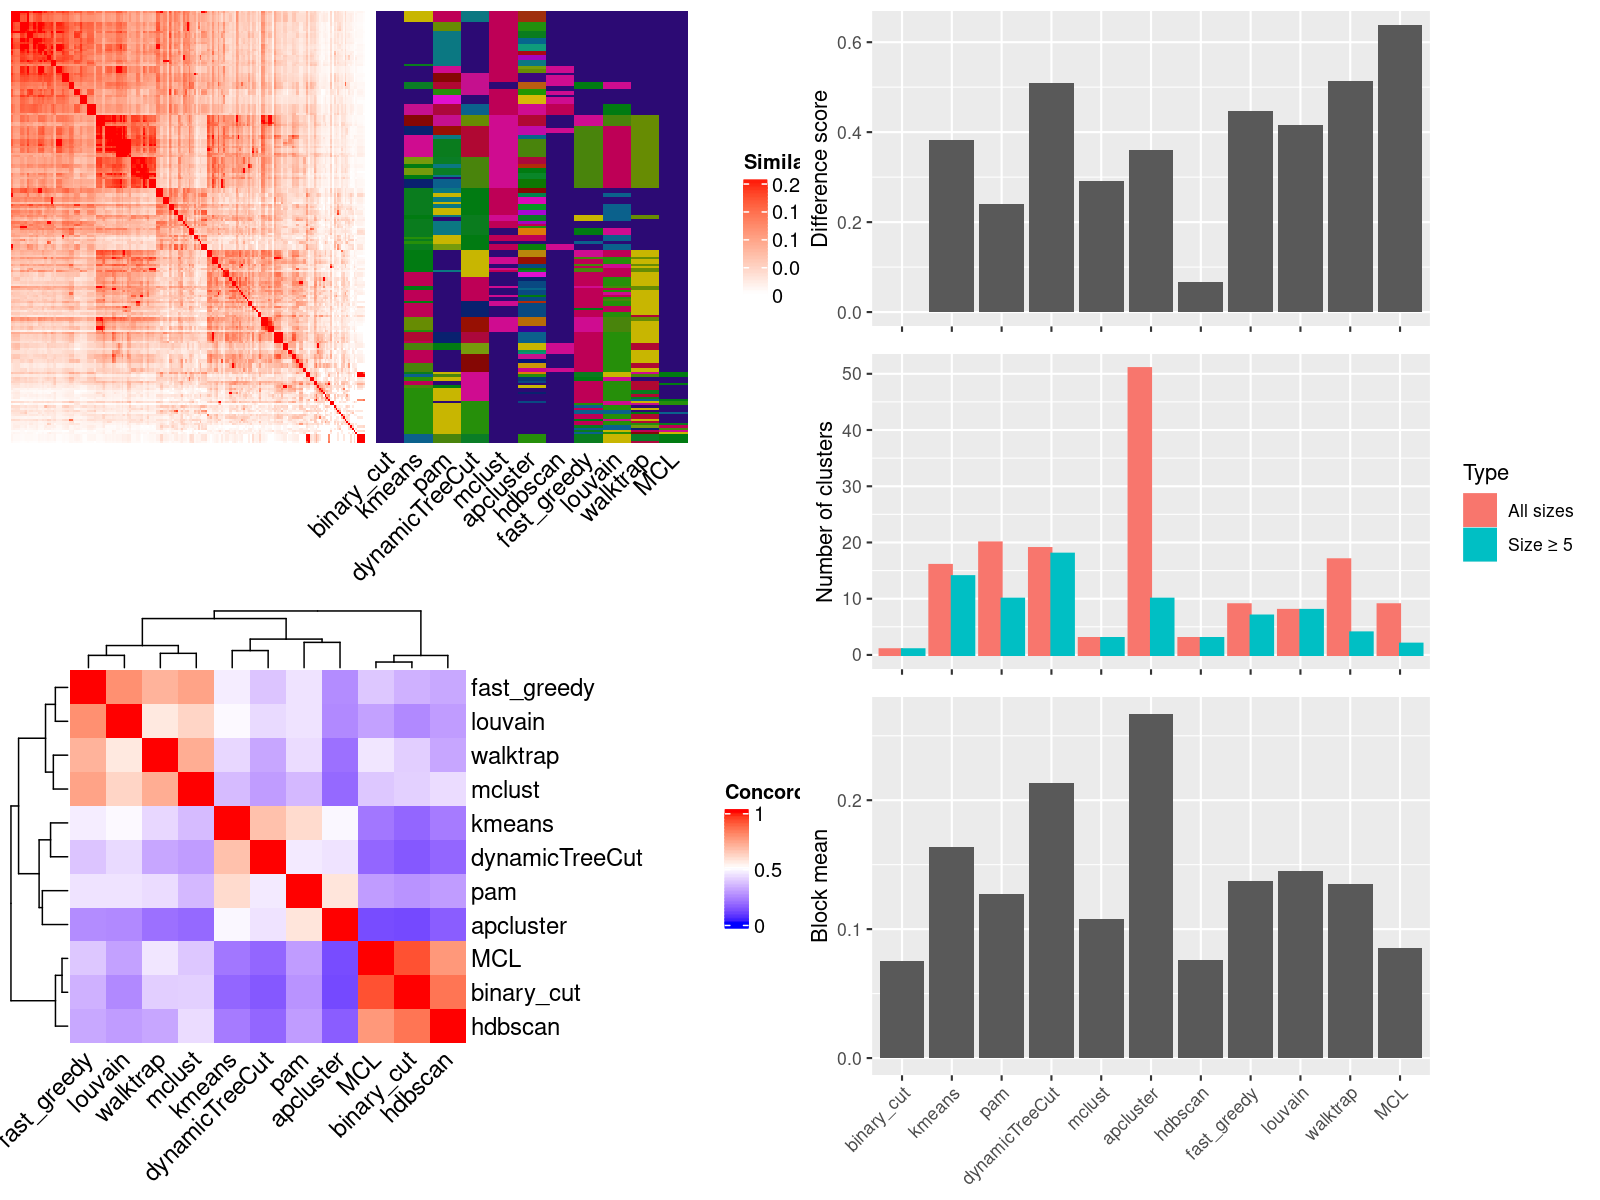 Simila
0.2
0.1
0.1
0.0
0
binary_cut
kmeans
pam
dynamicTreeCut
mclust
apcluster
hdbscan
fast_greedy
louvain
walktrap
MCL
fast_greedy
louvain
walktrap
mclust
kmeans
dynamicTreeCut
pam
apcluster
MCL
binary_cut
hdbscan
fast_greedy
louvain
walktrap
mclust
kmeans
dynamicTreeCut
pam
apcluster
MCL
binary_cut
hdbscan
Concord
1
0.5
0
Difference score
0.6
0.4
0.2
0.0
Number of clusters
50
40
30
20
10
0
Type
All sizes
Size ≥ 5
Block mean
0.2
0.1
0.0
binary_cut
kmeans
pam
dynamicTreeCut
mclust
apcluster
hdbscan
fast_greedy
louvain
walktrap
MCL